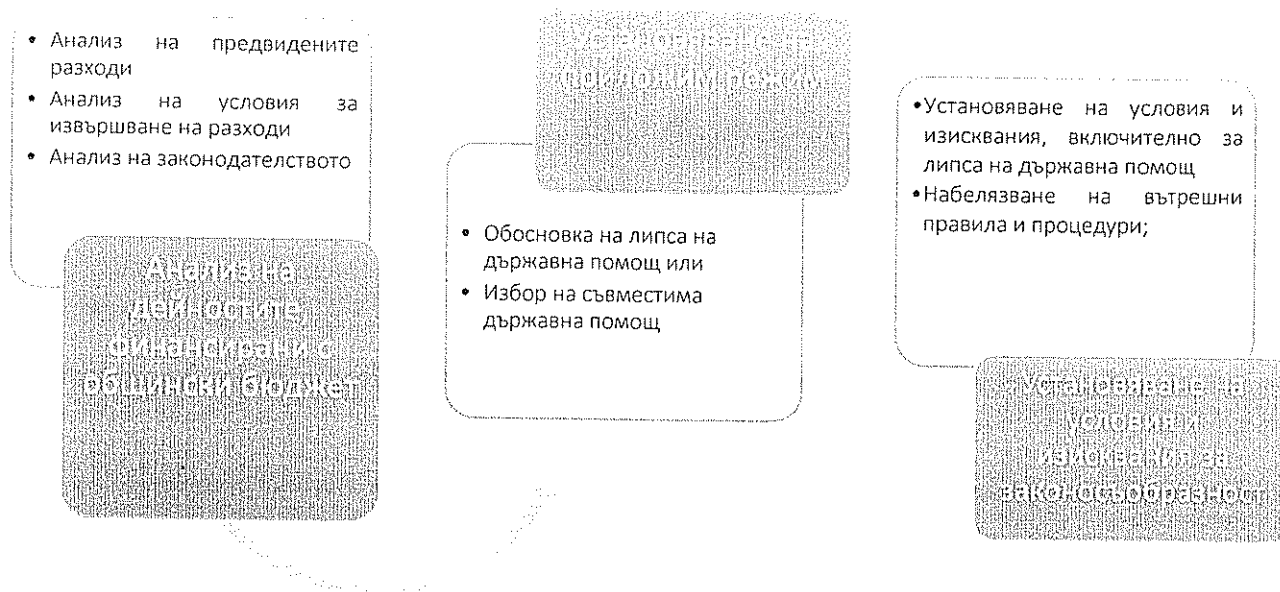 • Анализ на предвидените
разходи
• Анализ на условия за
извършване на разходи
• Анализ на законодателството
Анализ на
дейностите,
финансирани с
общински бюджет
Установяване на
приложим режим
• Обосновка на липса на
държавна помощ или
• Избор на съвместима
държавна помощ
•Установяване на условия и
изисквания, включително за
липса на държавна помощ
•Набелязване на вътрешни
правила и процедури;
Установяване на
условия и
изисквания за
законосъобразност